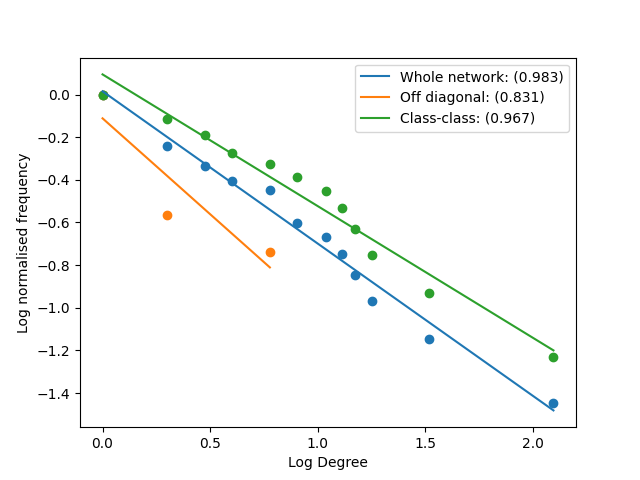 Whole network: (0.983)
Off diagonal: (0.831)
Class-class: (0.967)
Log normalised frequency
0.0
−0.2
−0.4
−0.6
−0.8
−1.0
−1.2
−1.4
0.0 0.5 1.0 1.5 2.0
Log Degree